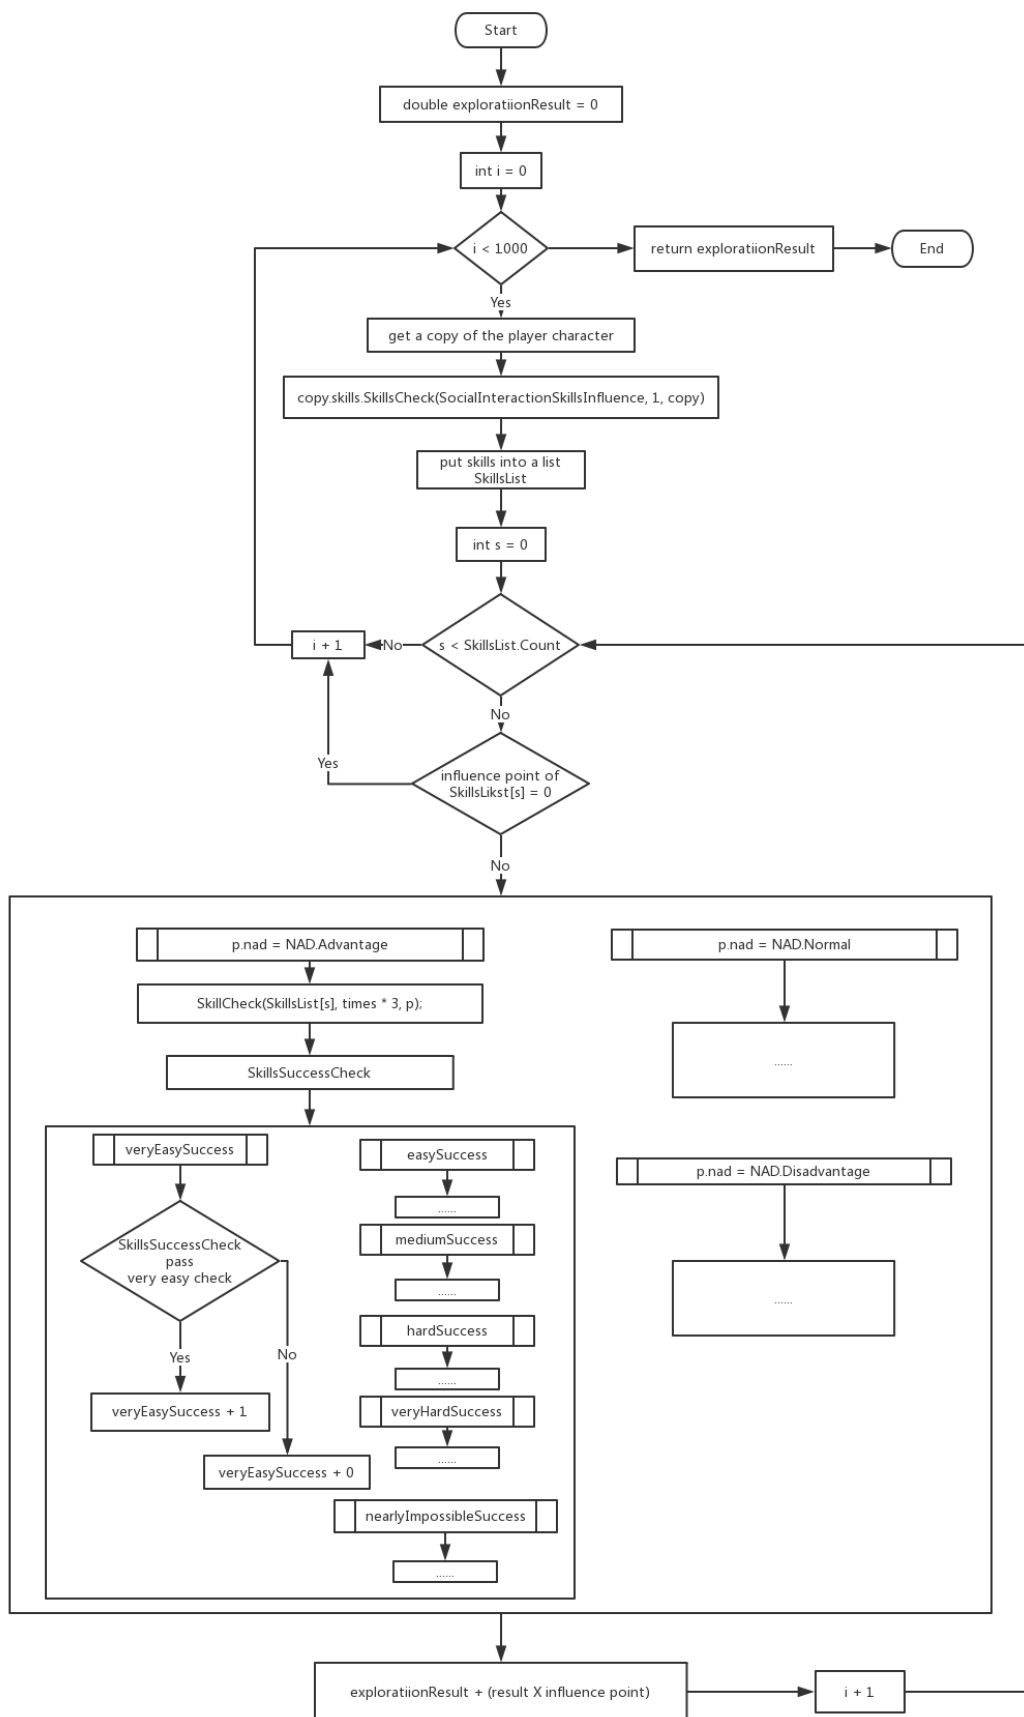 Start
double exploratiionResult = 0
int i = 0
i < 1000
return exploratiionResult
End
Yes
get a copy of the player character
copy.skills.SkillsCheck(SocialInteractionSkillsInfluence, 1, copy)
put skills into a list
SkillsList
int s = 0
i + 1
No
s < SkillsList.Count
No
Yes
influence point of
SkillsLikst[s] = 0
No
p.nad = NAD.Advantage
p.nad = NAD.Normal
SkillCheck(SkillsList[s], times * 3, p);
......
SkillsSuccessCheck
veryEasySuccess
easySuccess
p.nad = NAD.Disadvantage
......
mediumSuccess
SkillsSuccessCheck
pass
very easy check
......
......
hardSuccess
Yes
No
......
veryEasySuccess + 1
veryHardSuccess
......
veryEasySuccess + 0
nearlyImpossibleSuccess
......
exploratiionResult + (result X influence point)
i + 1